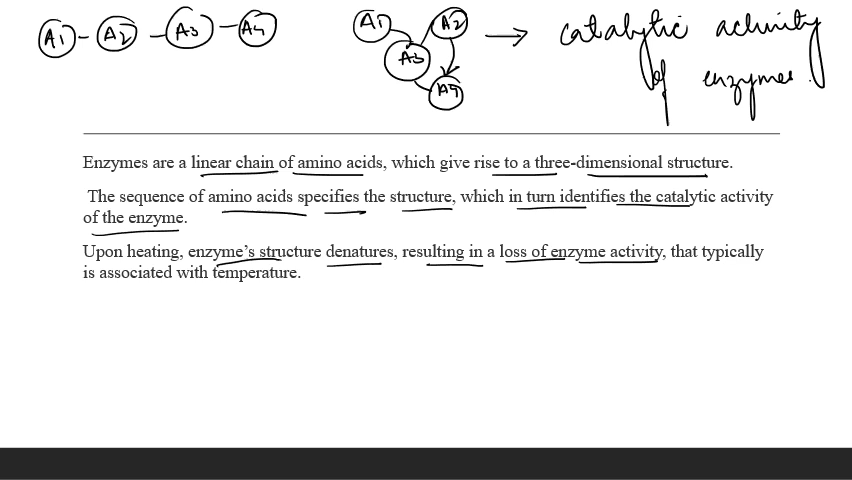 A1 - A2 - A3 - A4
A1 A2 → catalytic activity
A3
A4 of enzymes.
Enzymes are a linear chain of amino acids, which give rise to a three-dimensional structure.
The sequence of amino acids specifies the structure, which in turn identifies the catalytic activity
of the enzyme.
Upon heating, enzyme’s structure denatures, resulting in a loss of enzyme activity, that typically
is associated with temperature.